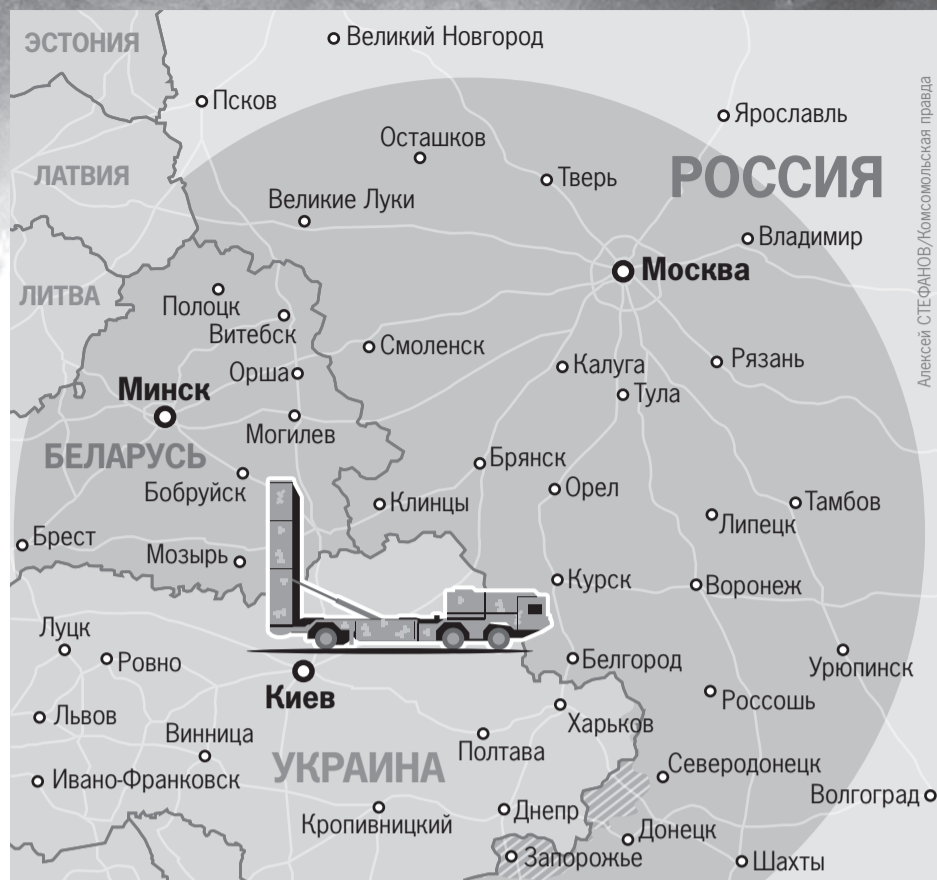 ЭСТОНИЯ
Великий Новгород
Псков
Ярославль
Осташков
Тверь
РОССИЯ
ЛАТВИЯ
Великие Луки
Владимир
Москва
ЛИТВА
Полоцк
Витебск
Смоленск
Калуга
Рязань
Орша
Тула
Минск
Могилев
БЕЛАРУСЬ
Брянск
Бобруйск
Клинцы
Орел
Тамбов
Липецк
Брест
Мозырь
Курск
Воронеж
Луцк
Ровно
Белгород
Урюпинск
Киев
Россошь
Львов
Харьков
Винница
Полтава
УКРАИНА
Северодонецк
Ивано-Франковск
Волгоград
Кропивницкий
Днепр
Донецк
Запорожье
Шахты
Алексей СТЕФАНОВ/Комсомольская правда